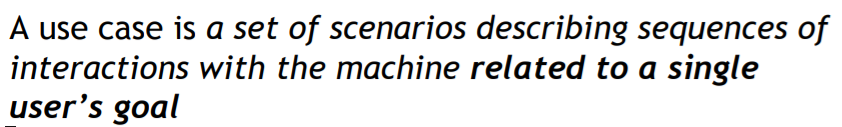 A use case is a set of scenarios describing sequences of
interactions with the machine related to a single
user’s goal